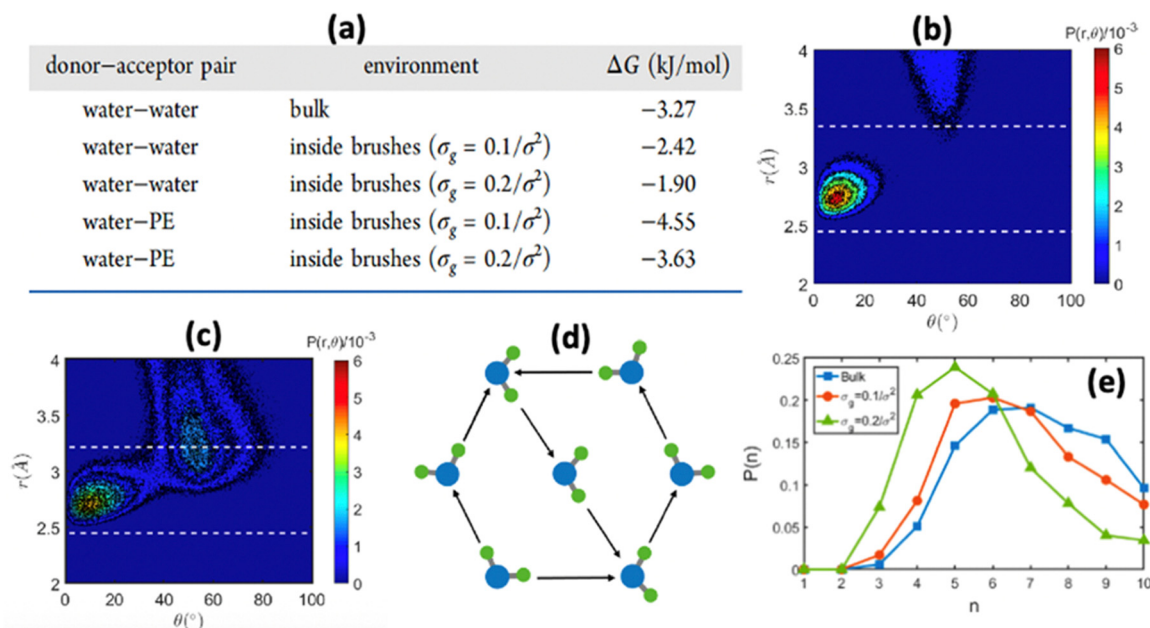 (a)
donor–acceptor pair environment ΔG (kJ/mol)
water–water bulk −3.27
water–water inside brushes (σg = 0.1/σ²) −2.42
water–water inside brushes (σg = 0.2/σ²) −1.90
water–PE inside brushes (σg = 0.1/σ²) −4.55
water–PE inside brushes (σg = 0.2/σ²) −3.63
(b)
P(r,θ)/10⁻³
4
3.5
3
2.5
2
r(Å)
0 20 40 60 80 100
θ(°)
6
5
4
3
2
1
0
(c)
P(r,θ)/10⁻³
4
3.5
3
2.5
2
r(Å)
0 20 40 60 80 100
θ(°)
6
5
4
3
2
1
0
(d)
(e)
Bulk
σg=0.1/σ²
σg=0.2/σ²
0.25
0.2
0.15
0.1
0.05
0
P(n)
1 2 3 4 5 6 7 8 9 10
n